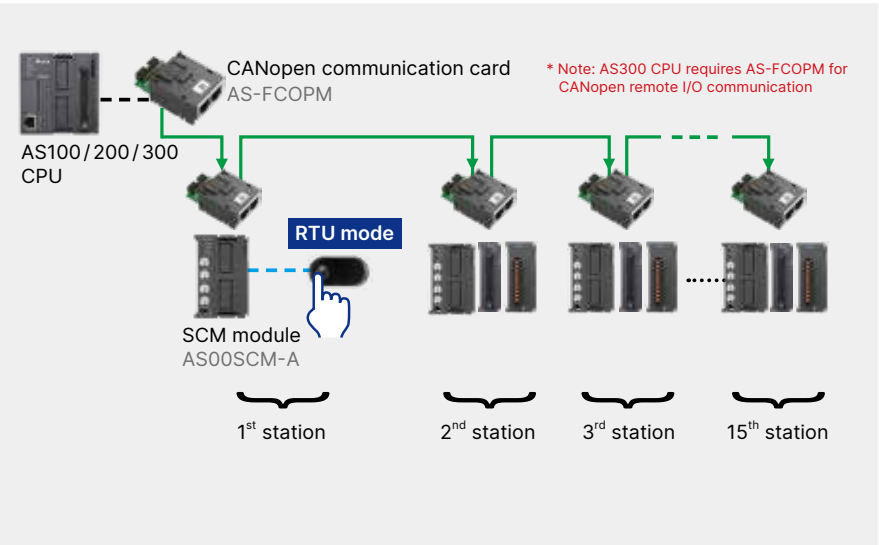 CANopen communication card
AS-FCOPM
* Note: AS300 CPU requires AS-FCOPM for
CANopen remote I/O communication
AS100/200/300
CPU
RTU mode
SCM module
AS00SCM-A
1st station
2nd station
3rd station
15th station